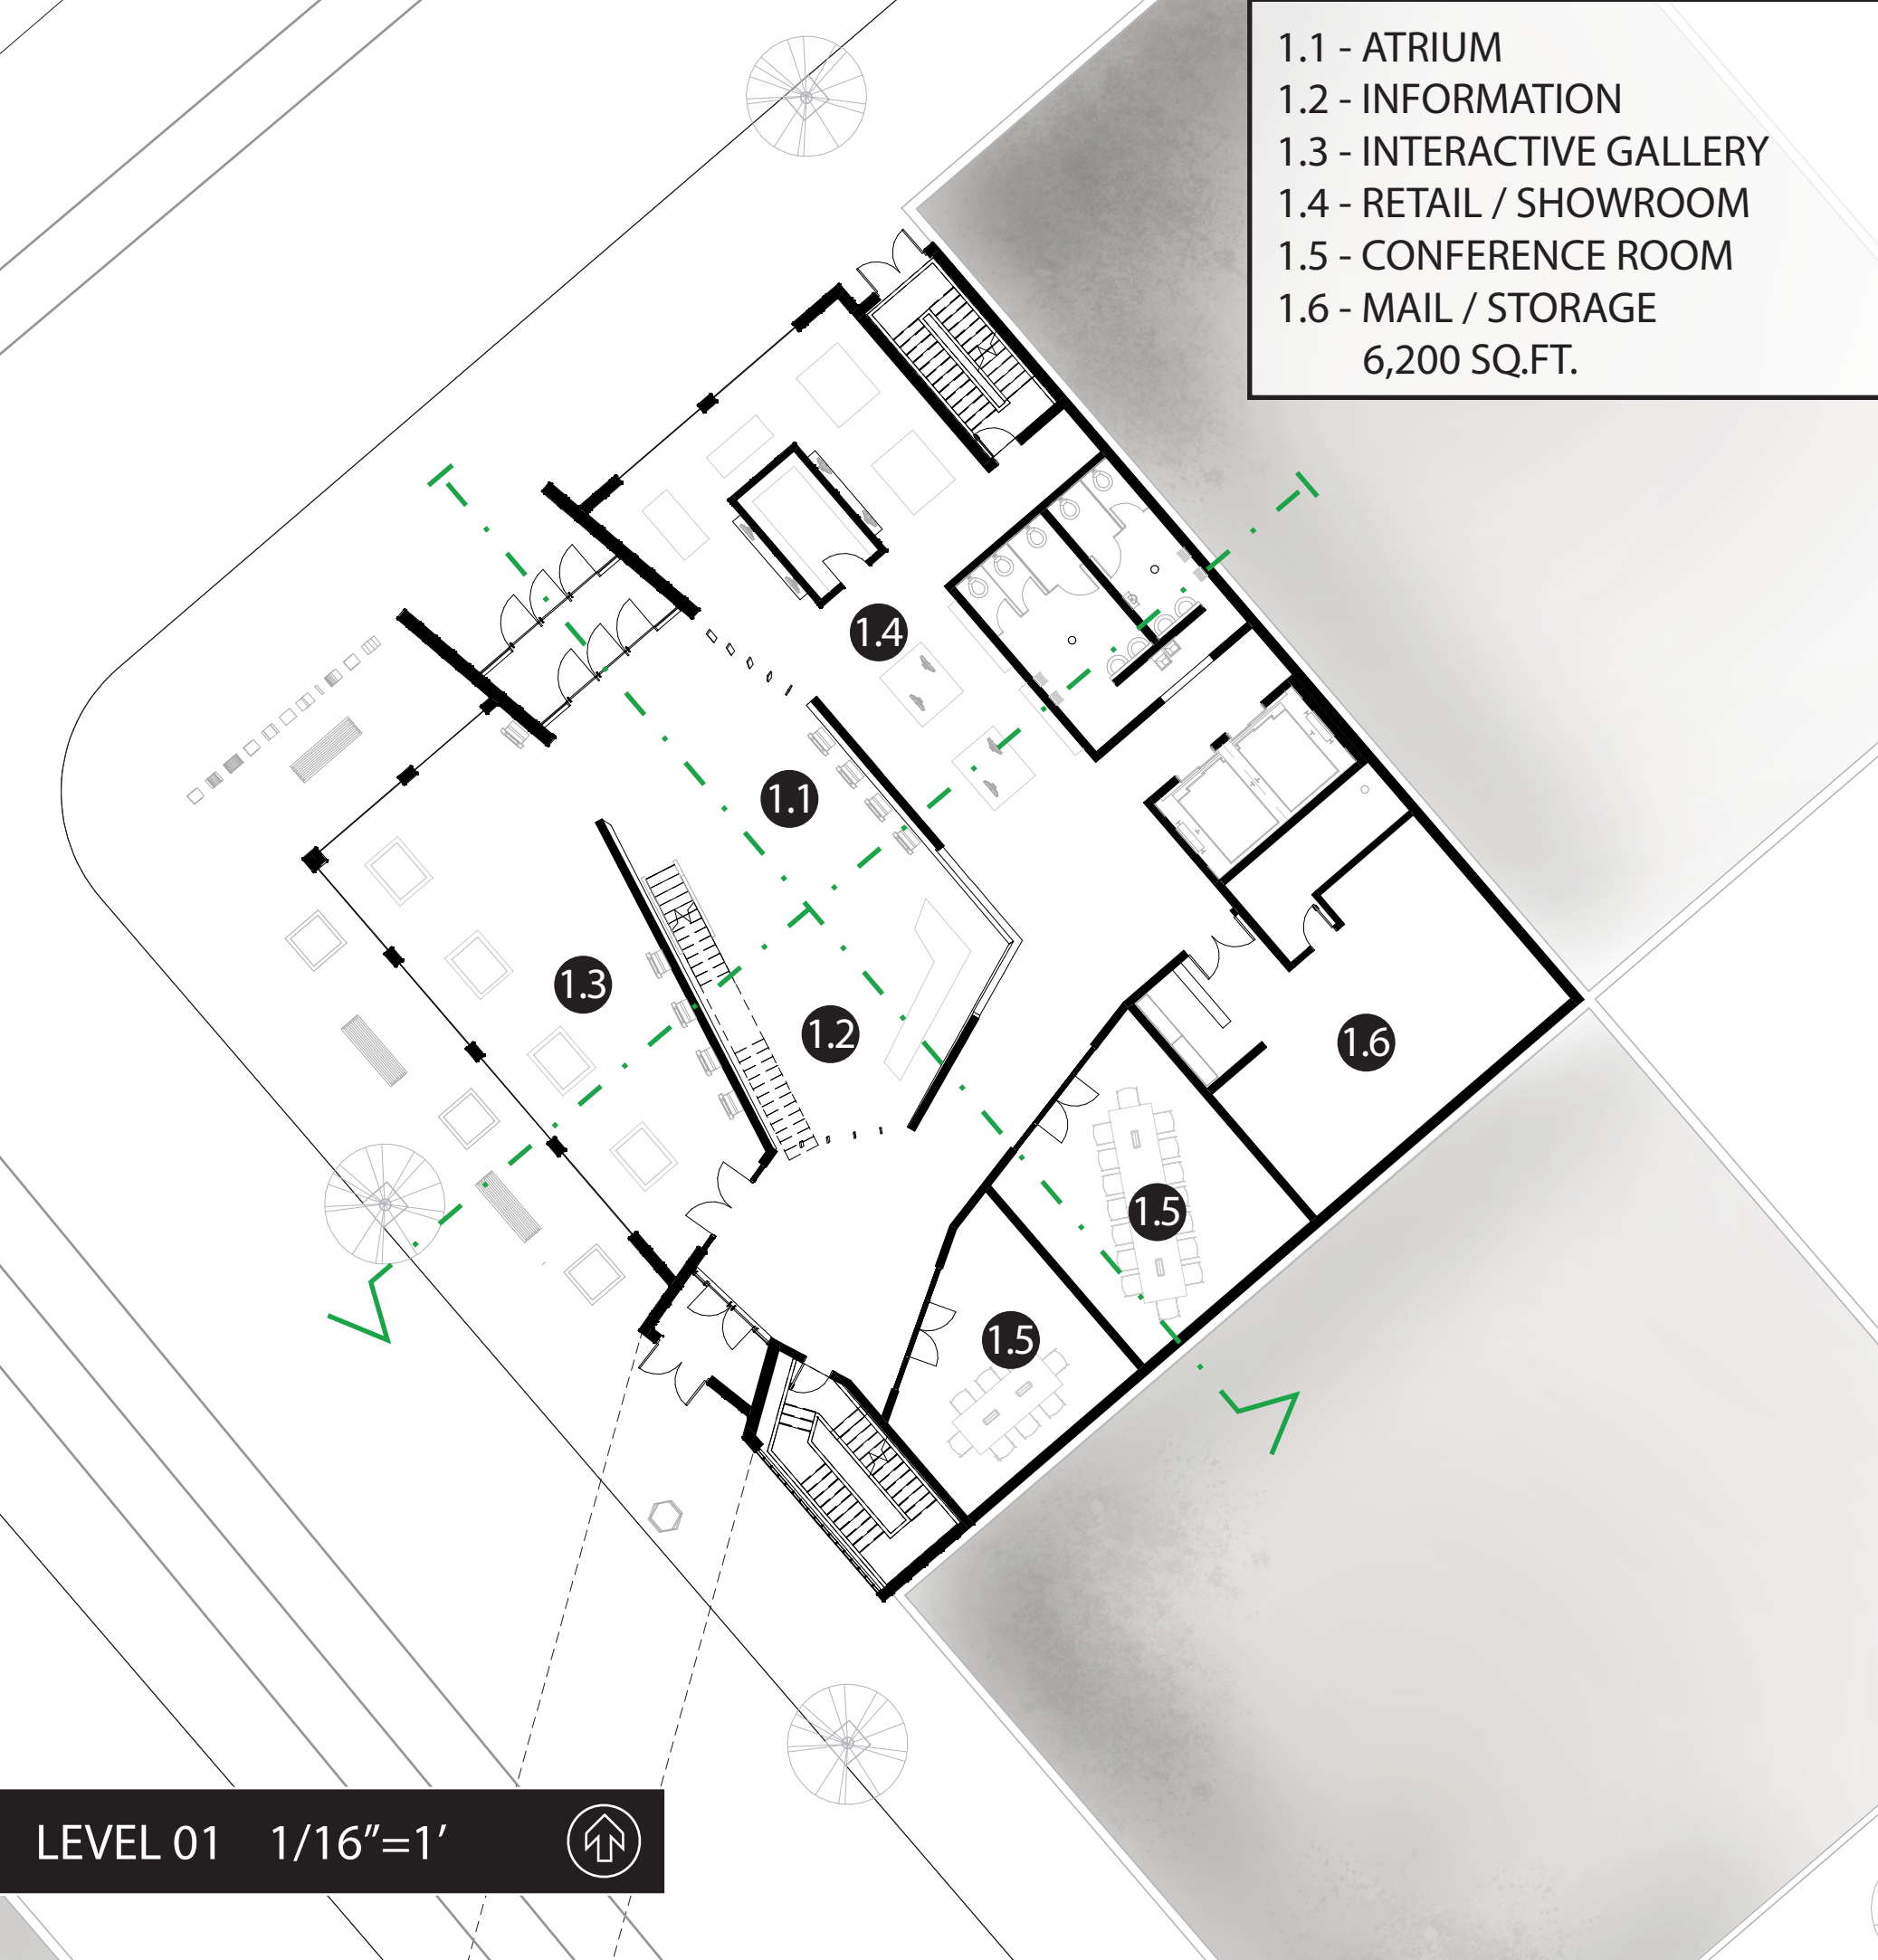 1.1 - ATRIUM
1.2 - INFORMATION
1.3 - INTERACTIVE GALLERY
1.4 - RETAIL / SHOWROOM
1.5 - CONFERENCE ROOM
1.6 - MAIL / STORAGE
6,200 SQ.FT.
1.4
1.1
1.3
1.2
1.6
1.5
1.5
LEVEL 01 1/16”=1’